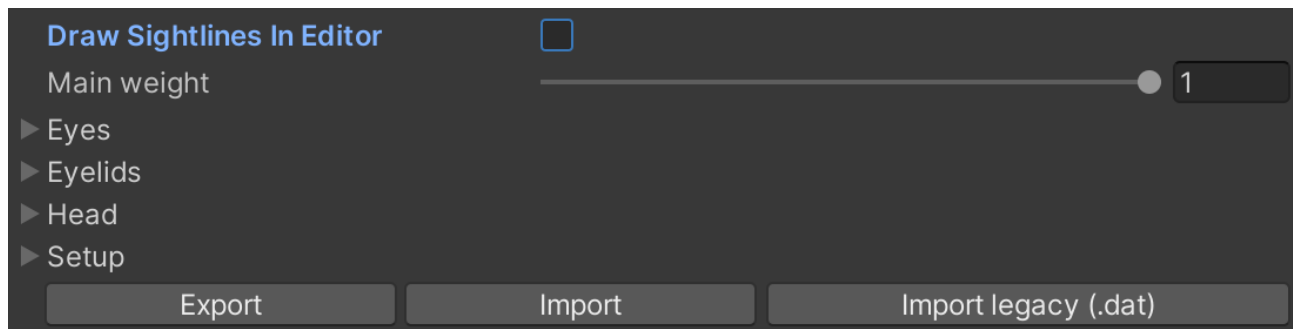 Draw Sightlines In Editor
Main weight 1
Eyes
Eyelids
Head
Setup
Export Import Import legacy (.dat)